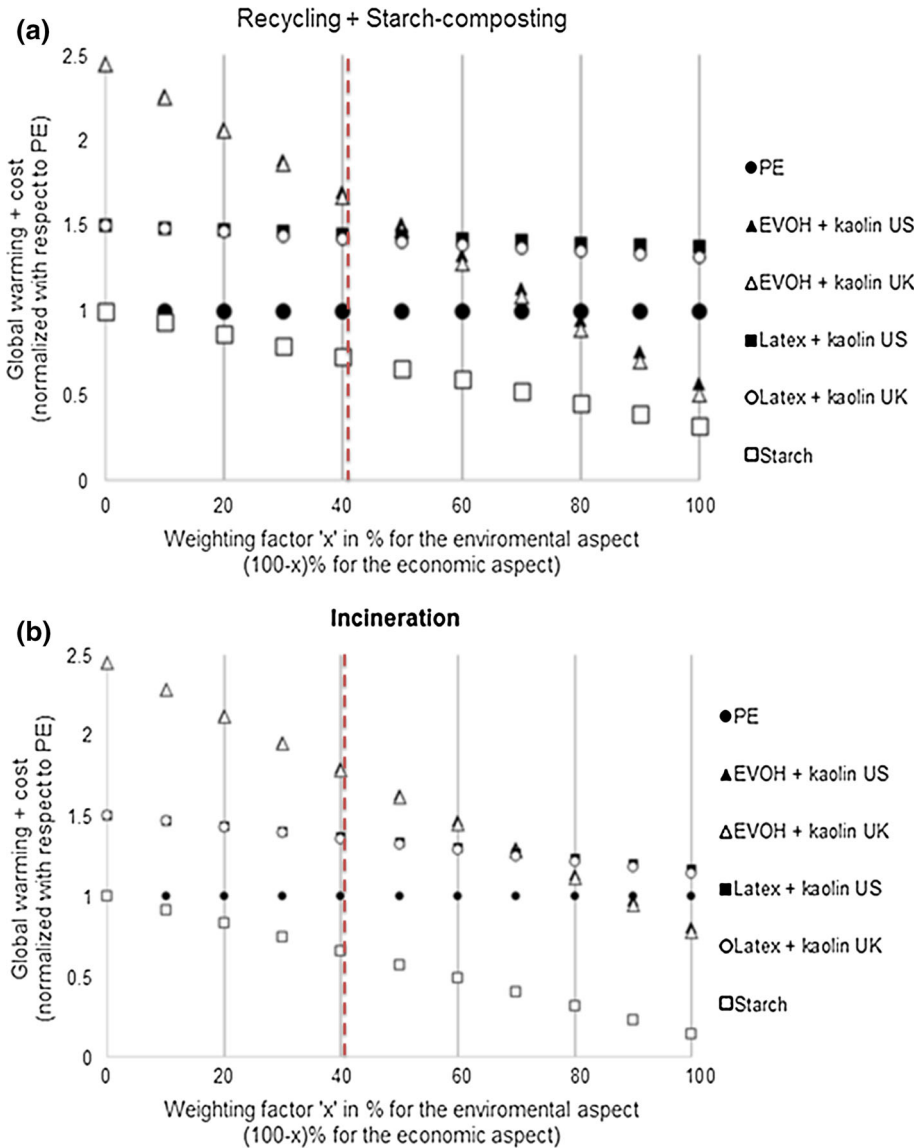 (a)
Recycling + Starch-composting
Global warming + cost
(normalized with respect to PE)
2.5
2
1.5
1
0.5
0
0 20 40 60 80 100
Weighting factor 'x' in % for the enviromental aspect
(100-x)% for the economic aspect)
PE
EVOH + kaolin US
EVOH + kaolin UK
Latex + kaolin US
Latex + kaolin UK
Starch
(b)
Incineration
Global warming + cost
(normalized with respect to PE)
2.5
2
1.5
1
0.5
0
0 20 40 60 80 100
Weighting factor 'x' in % for the enviromental aspect
(100-x)% for the economic aspect)
PE
EVOH + kaolin US
EVOH + kaolin UK
Latex + kaolin US
Latex + kaolin UK
Starch